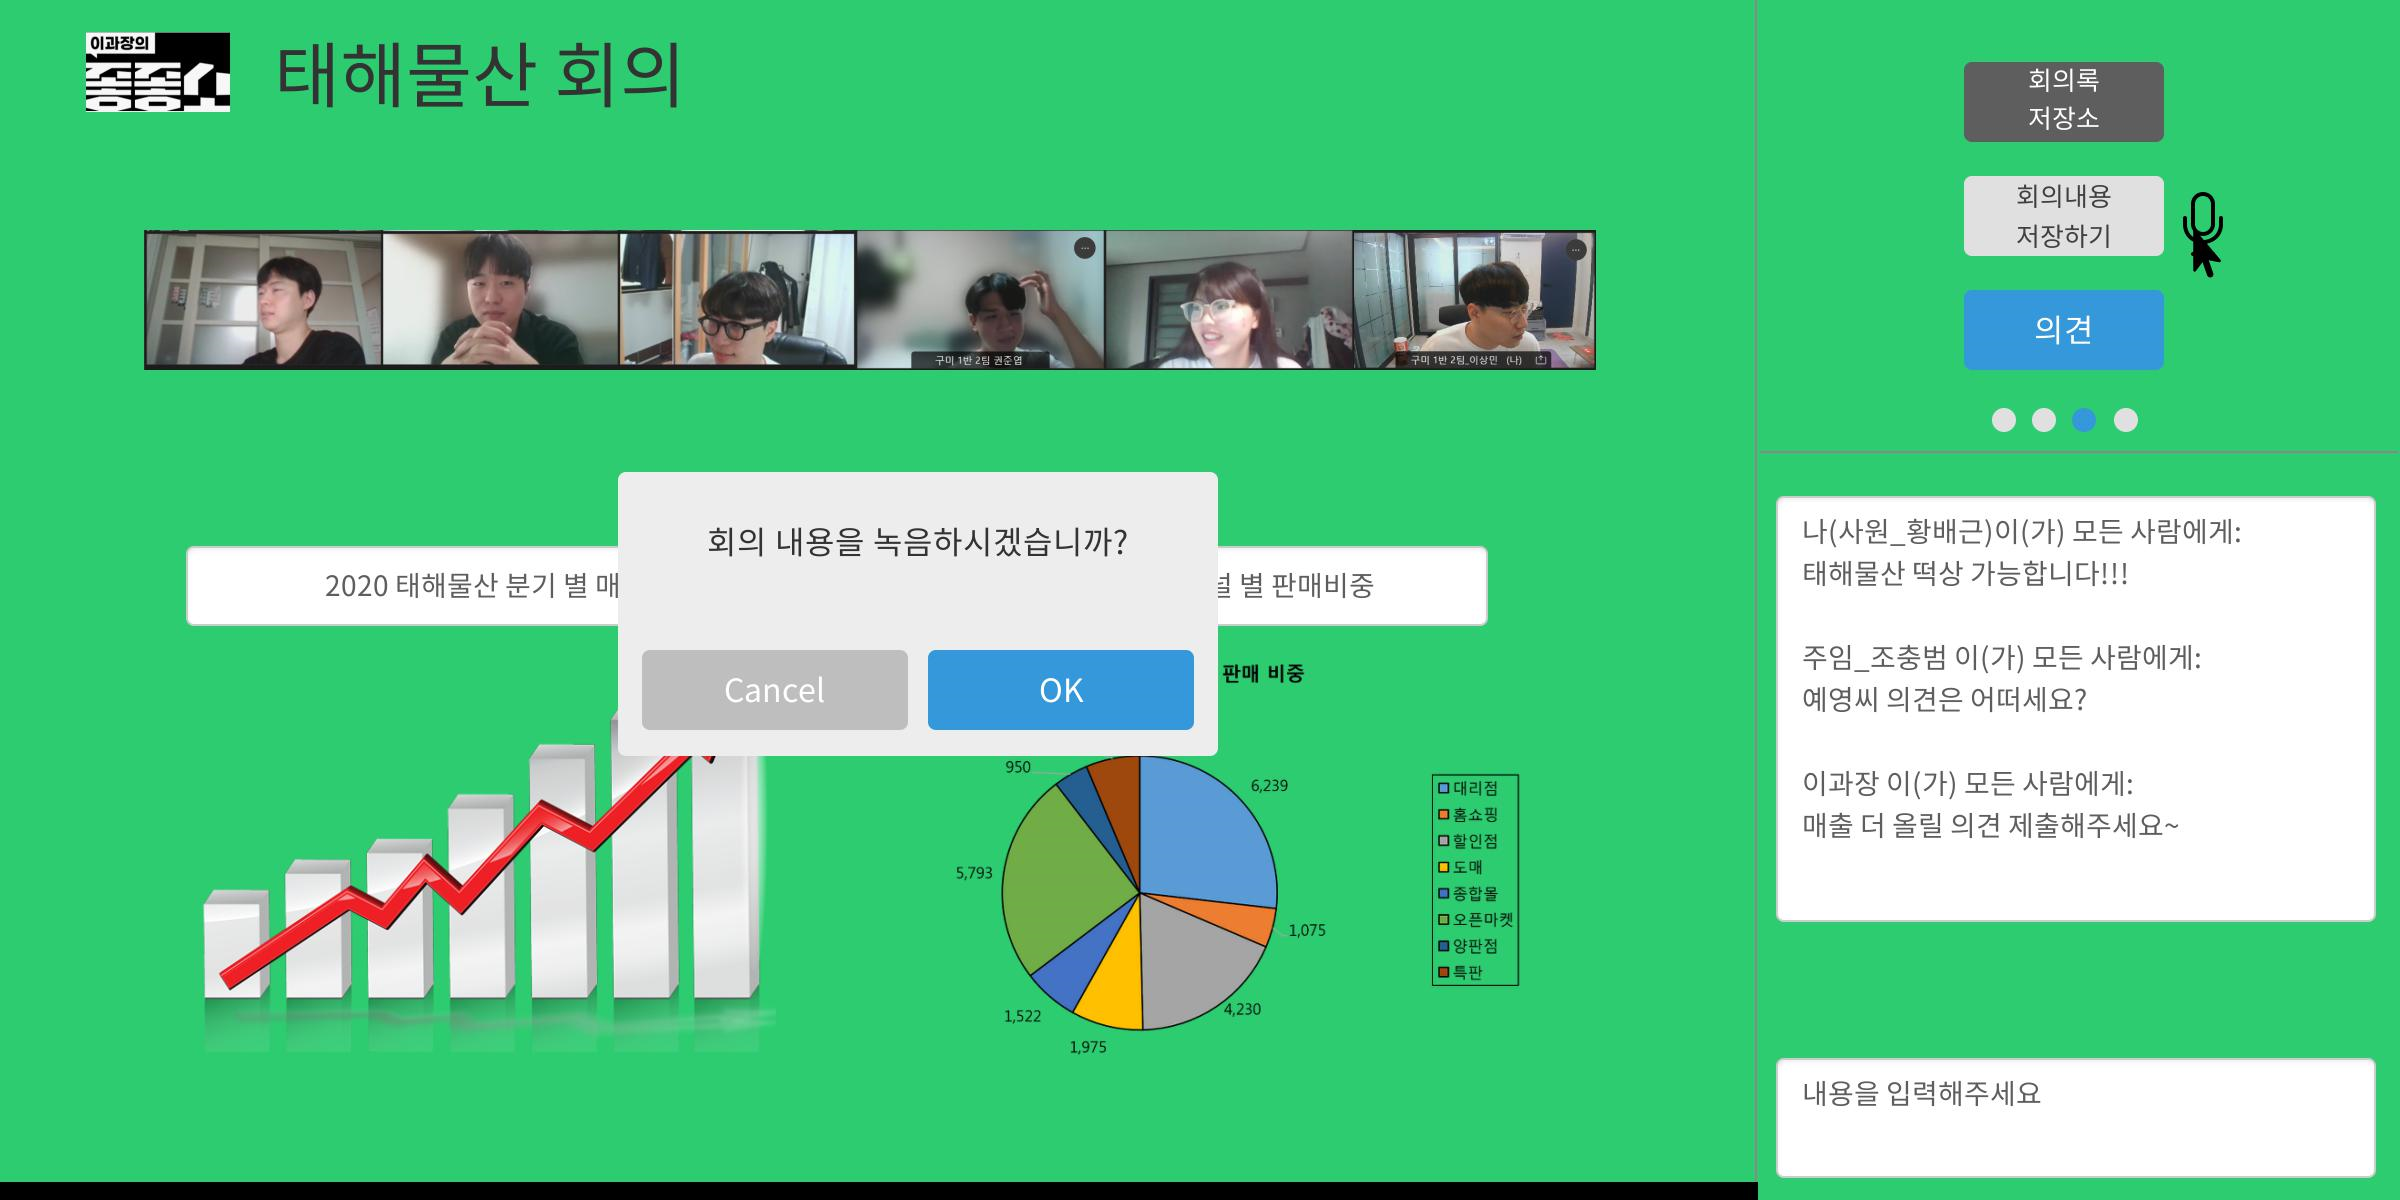 이과장의
좋좋소
태해물산 회의
구미 1반 2팀 권준엽
구미 1반 2팀_이상민 (나)
회의록
저장소
회의내용
저장하기
의견
회의 내용을 녹음하시겠습니까?
Cancel
OK
2020 태해물산 분기 별 매
별 판매비중
판매 비중
950
6,239
5,793
1,075
1,522
4,230
1,975
대리점
홈쇼핑
할인점
도매
종합몰
오픈마켓
양판점
특판
나(사원_황배근)이(가) 모든 사람에게:
태해물산 떡상 가능합니다!!!
주임_조충범 이(가) 모든 사람에게:
예영씨 의견은 어떠세요?
이과장 이(가) 모든 사람에게:
매출 더 올릴 의견 제출해주세요~
내용을 입력해주세요